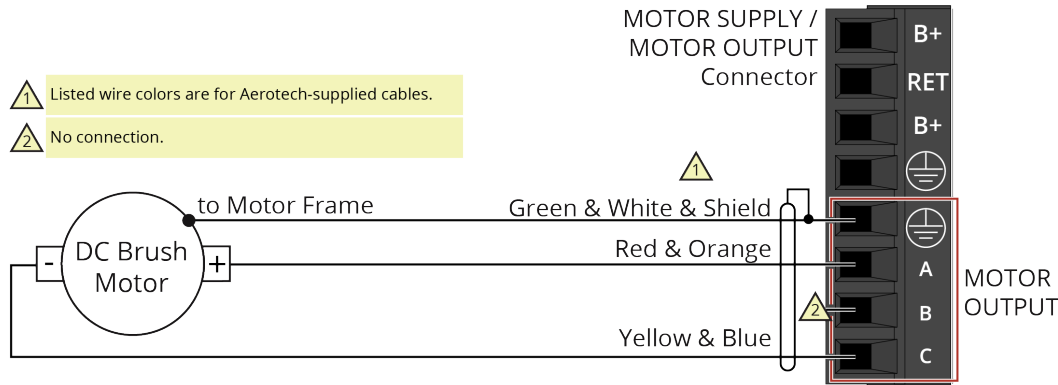 MOTOR SUPPLY /
MOTOR OUTPUT
Connector
B+
RET
B+
1 Listed wire colors are for Aerotech-supplied cables.
2 No connection.
1
to Motor Frame
Green & White & Shield
Red & Orange
- DC Brush +
Motor
A
2
B
MOTOR
OUTPUT
Yellow & Blue
C